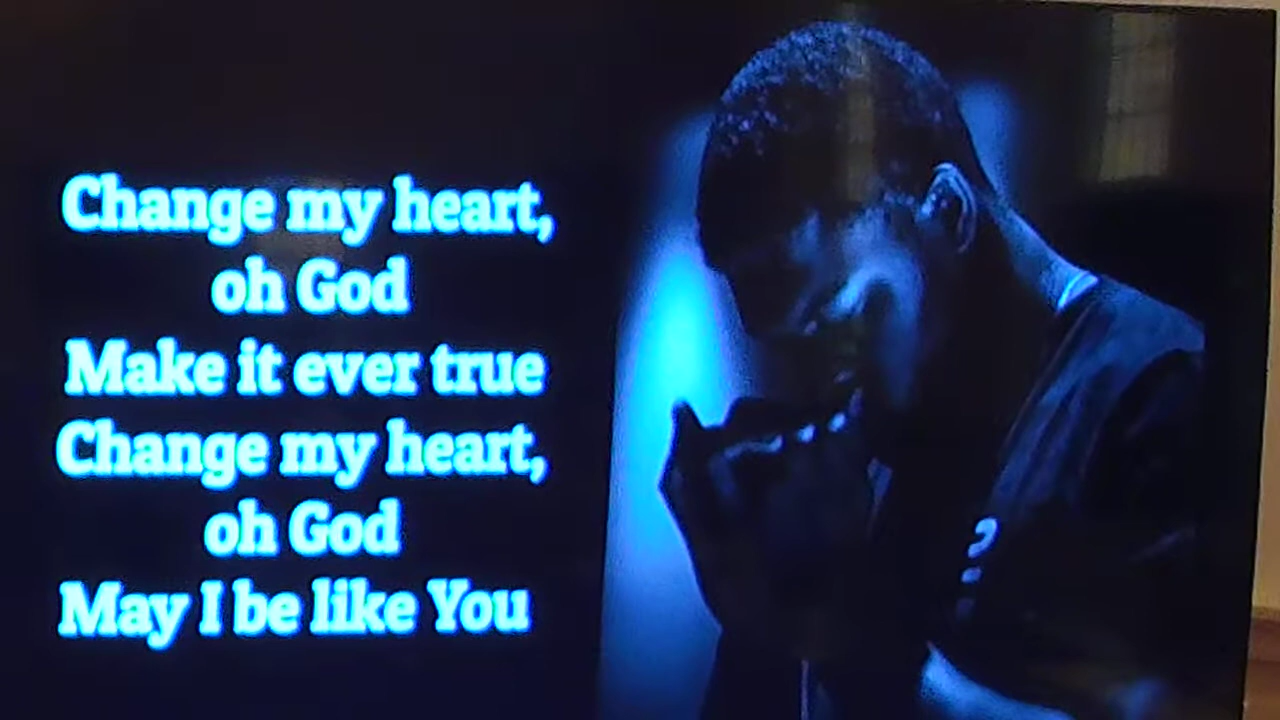 Change my heart,
oh God
Make it ever true
Change my heart,
oh God
May I be like You